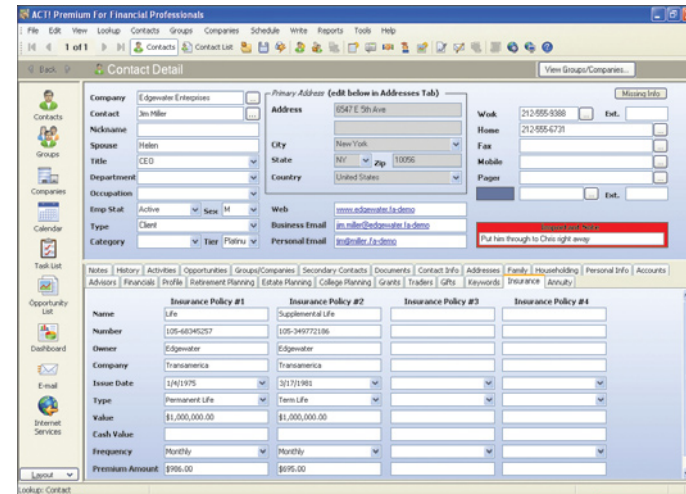 ACT! Premium For Financial Professionals
File Edit View Lookup Contacts Groups Companies Schedule Write Reports Tools Help
1 of 1 Contacts Contact List
Back Contact Detail View Groups/Companies...
Missing Info
Contacts
Groups
Companies
Calendar
Task List
Opportunity List
Dashboard
E-mail
Internet Services
Layout
Company Edgewater Enterprises
Contact Jim Miller
Nickname
Spouse Helen
Title CEO
Department
Occupation
Emp Stat Active Sex M
Type Client
Category Tier Platinu
Primary Address (edit below in Addresses Tab)
Address 6547 E 5th Ave
City New York
State NY Zip 10056
Country United States
Web www.edgewater.fa-demo
Business Email jim.miller@edgewater.fa-demo
Personal Email jim@miller.fa-demo
Work 212-555-9388 Ext.
Home 212-555-6731
Fax
Mobile
Pager
Ext.
Important Note
Put him through to Chris right away
Notes History Activities Opportunities Groups/Companies Secondary Contacts Documents Contact Info Addresses Family Householding Personal Info Accounts
Advisors Financials Profile Retirement Planning Estate Planning College Planning Grants Traders Gifts Keywords Insurance Annuity
Insurance Policy #1 Insurance Policy #2 Insurance Policy #3 Insurance Policy #4
Name Life Supplemental Life
Number 105-68345257 105-349772186
Owner Edgewater Edgewater
Company Transamerica Transamerica
Issue Date 1/4/1975 3/17/1981
Type Permanent Life Term Life
Value $1,000,000.00 $1,000,000.00
Cash Value
Frequency Monthly Monthly
Premium Amount $986.00 $695.00
Lookup: Contact